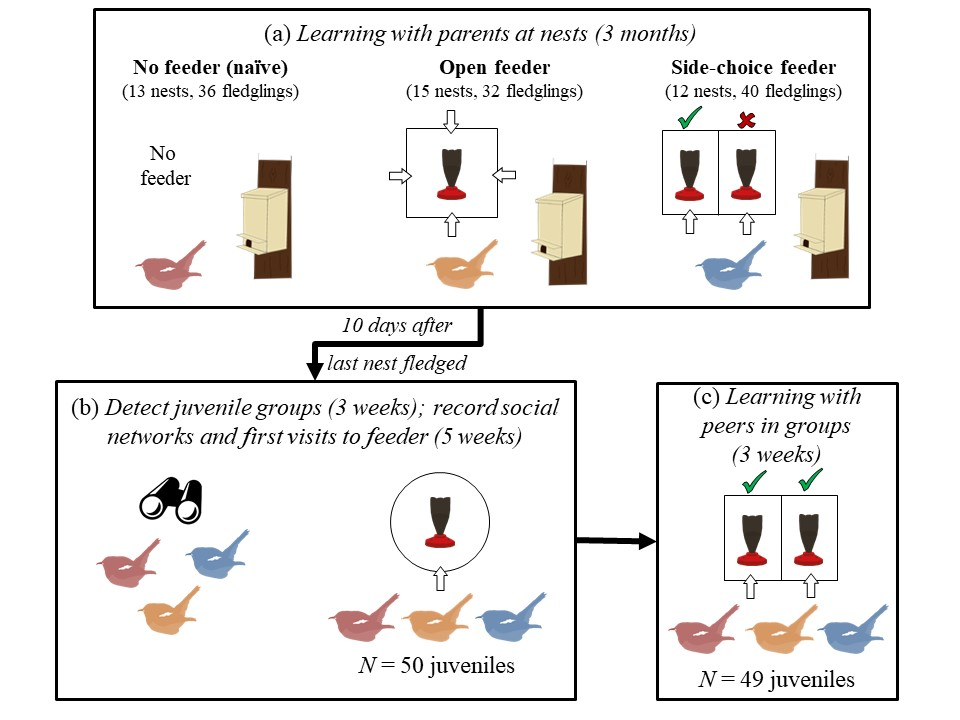 (a) Learning with parents at nests (3 months)
No feeder (naïve)
(13 nests, 36 fledglings)
Open feeder
(15 nests, 32 fledglings)
Side-choice feeder
(12 nests, 40 fledglings)
No
feeder
10 days after
last nest fledged
(b) Detect juvenile groups (3 weeks); record social
networks and first visits to feeder (5 weeks)
N = 50 juveniles
(c) Learning with
peers in groups
(3 weeks)
N = 49 juveniles